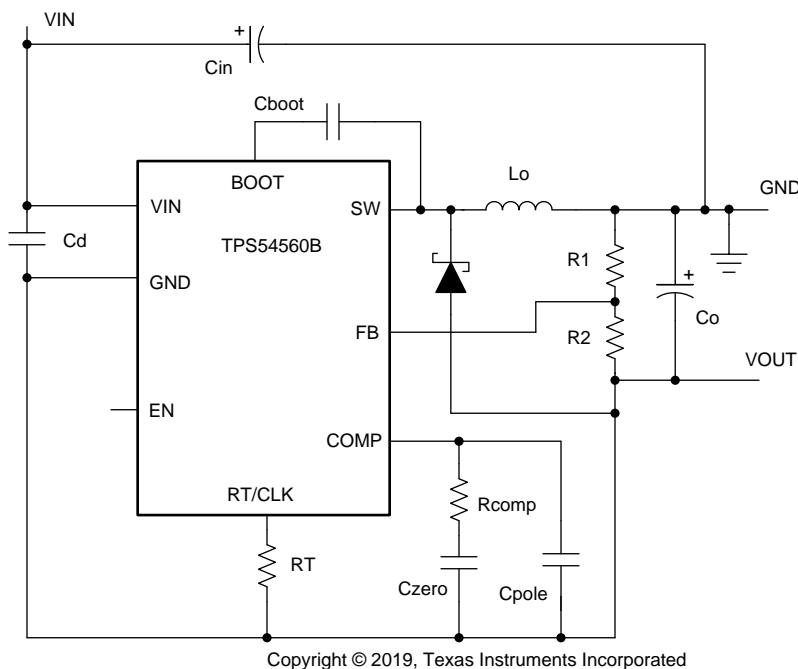 VIN
+
Cin
Cboot
BOOT
Lo
GND
VIN
SW
Cd
TPS54560B
GND
R1
+
Co
FB
R2
VOUT
EN
COMP
RT/CLK
Rcomp
RT
Czero
Cpole
Copyright © 2019, Texas Instruments Incorporated